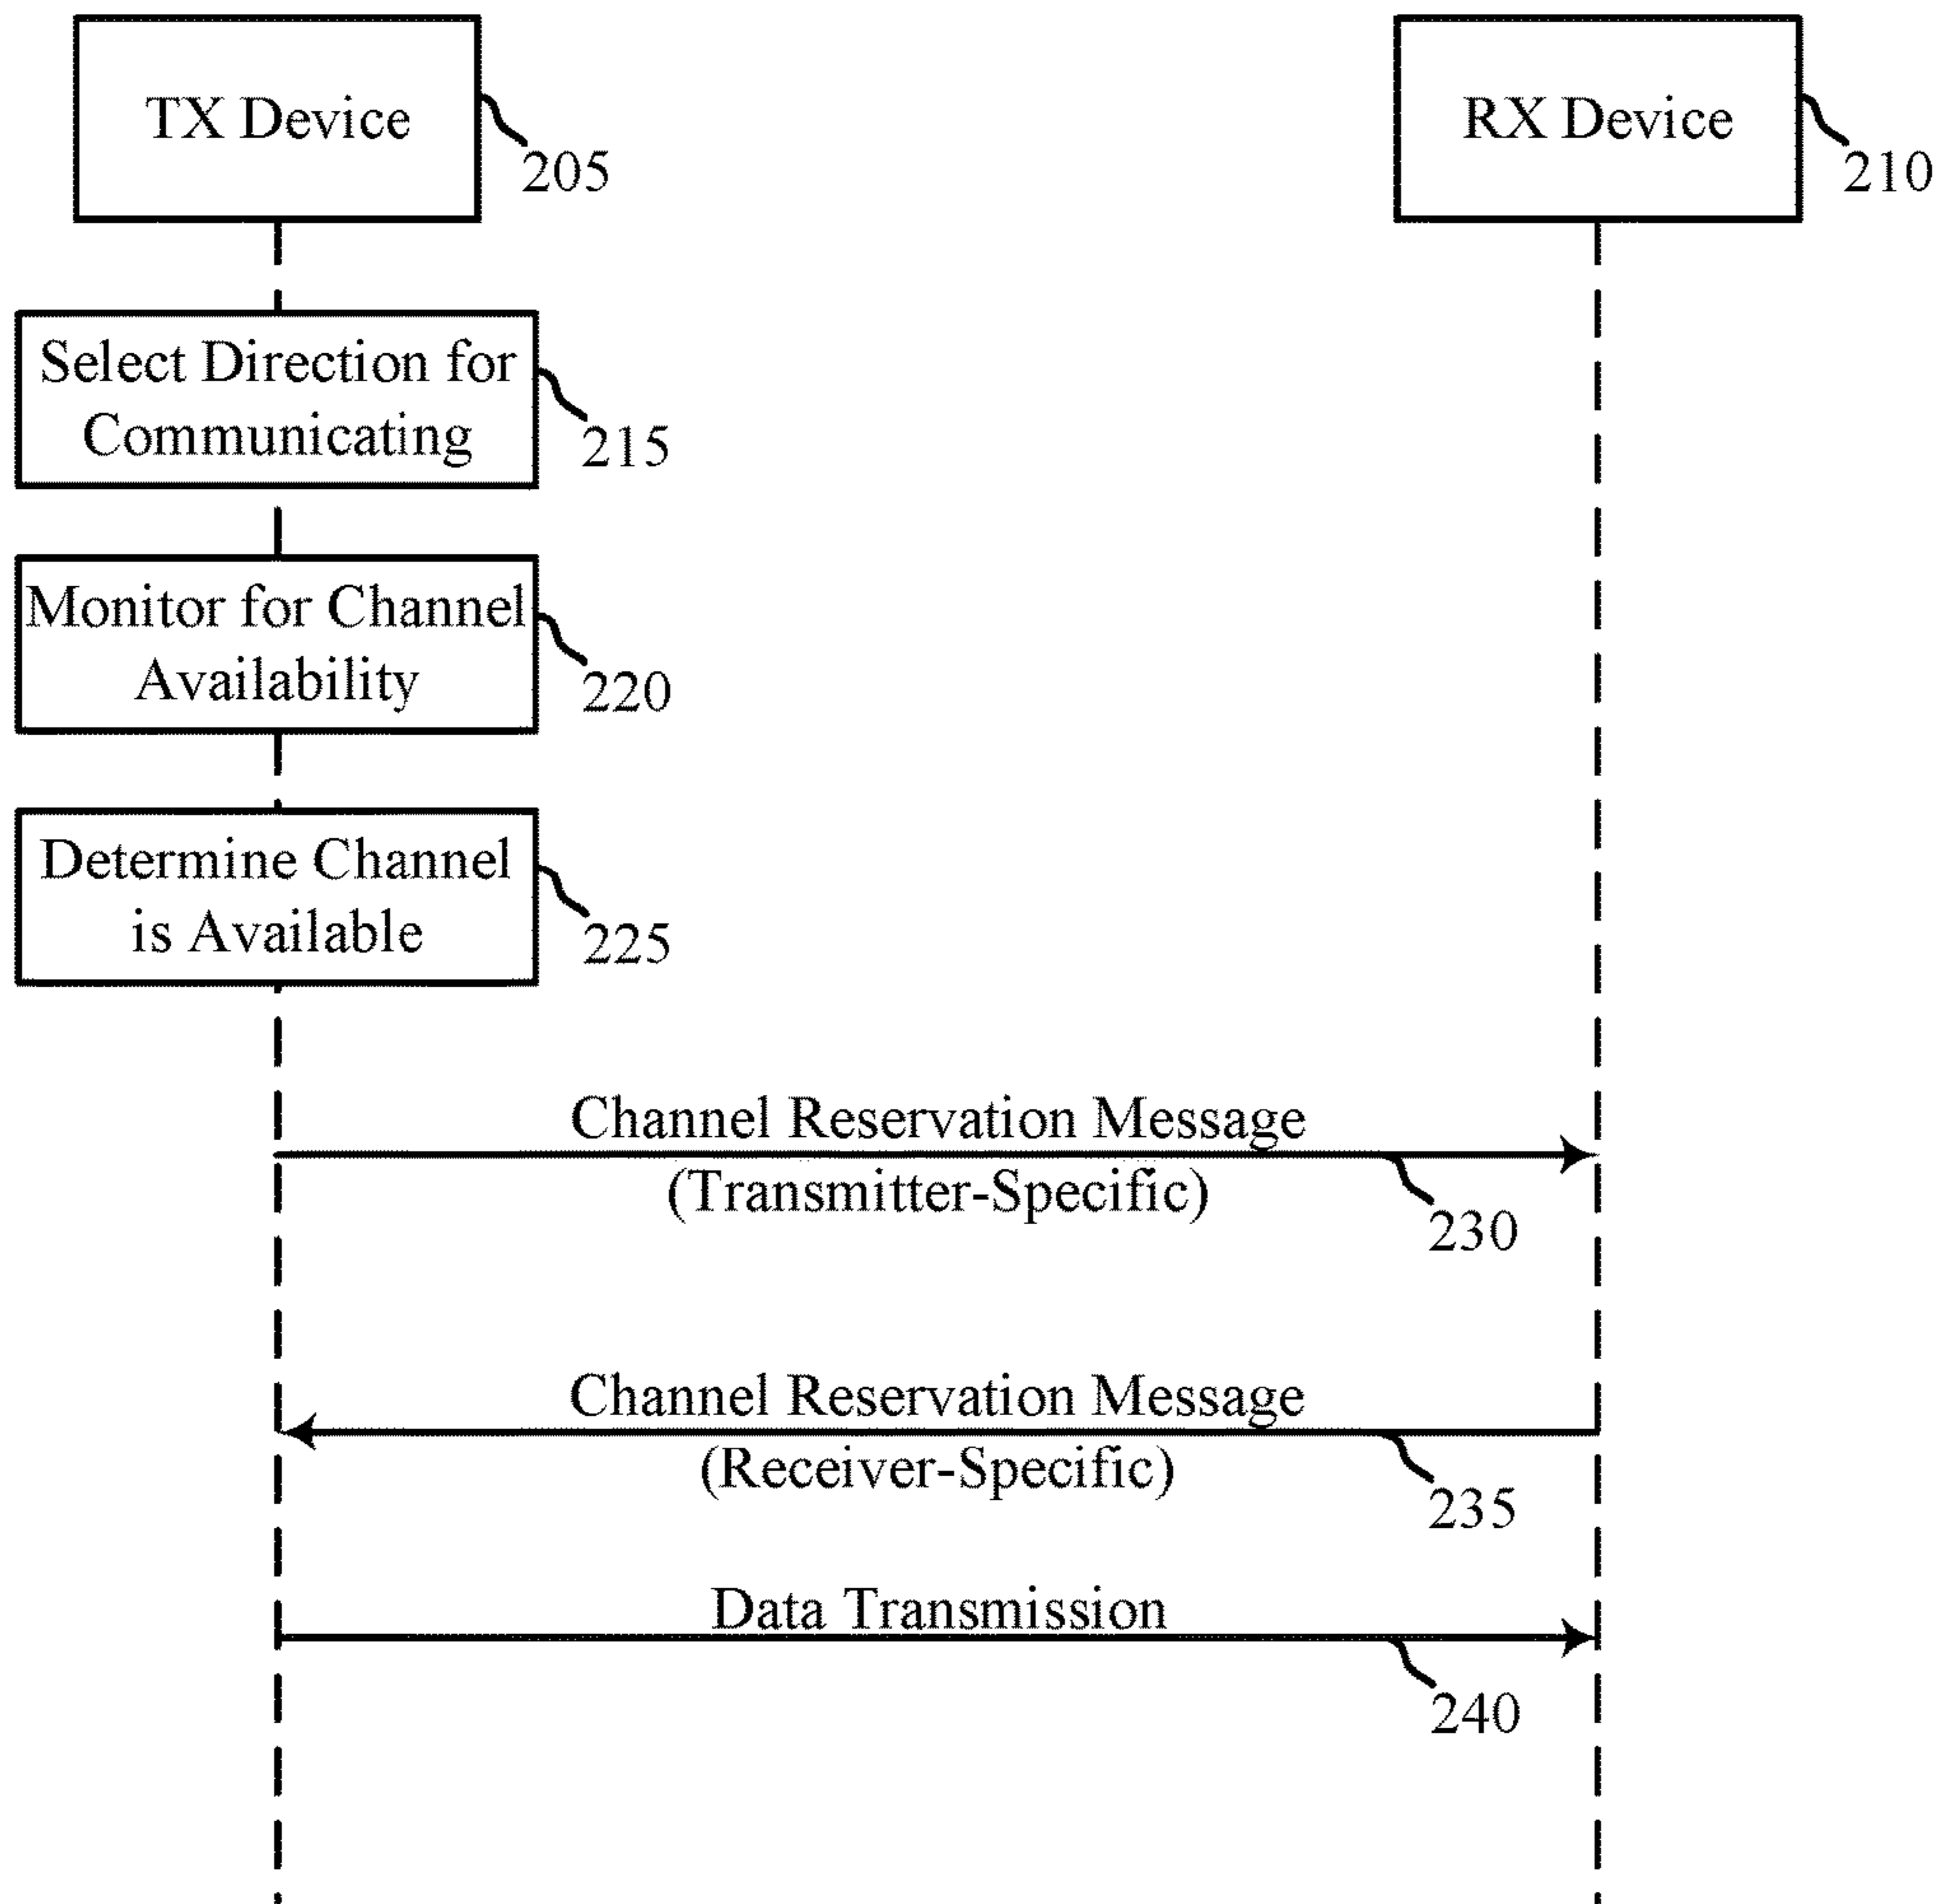 TX Device
205
RX Device
210
Select Direction for
Communicating
215
Monitor for Channel
Availability
220
Determine Channel
is Available
225
Channel Reservation Message
(Transmitter-Specific)
230
Channel Reservation Message
(Receiver-Specific)
235
Data Transmission
240